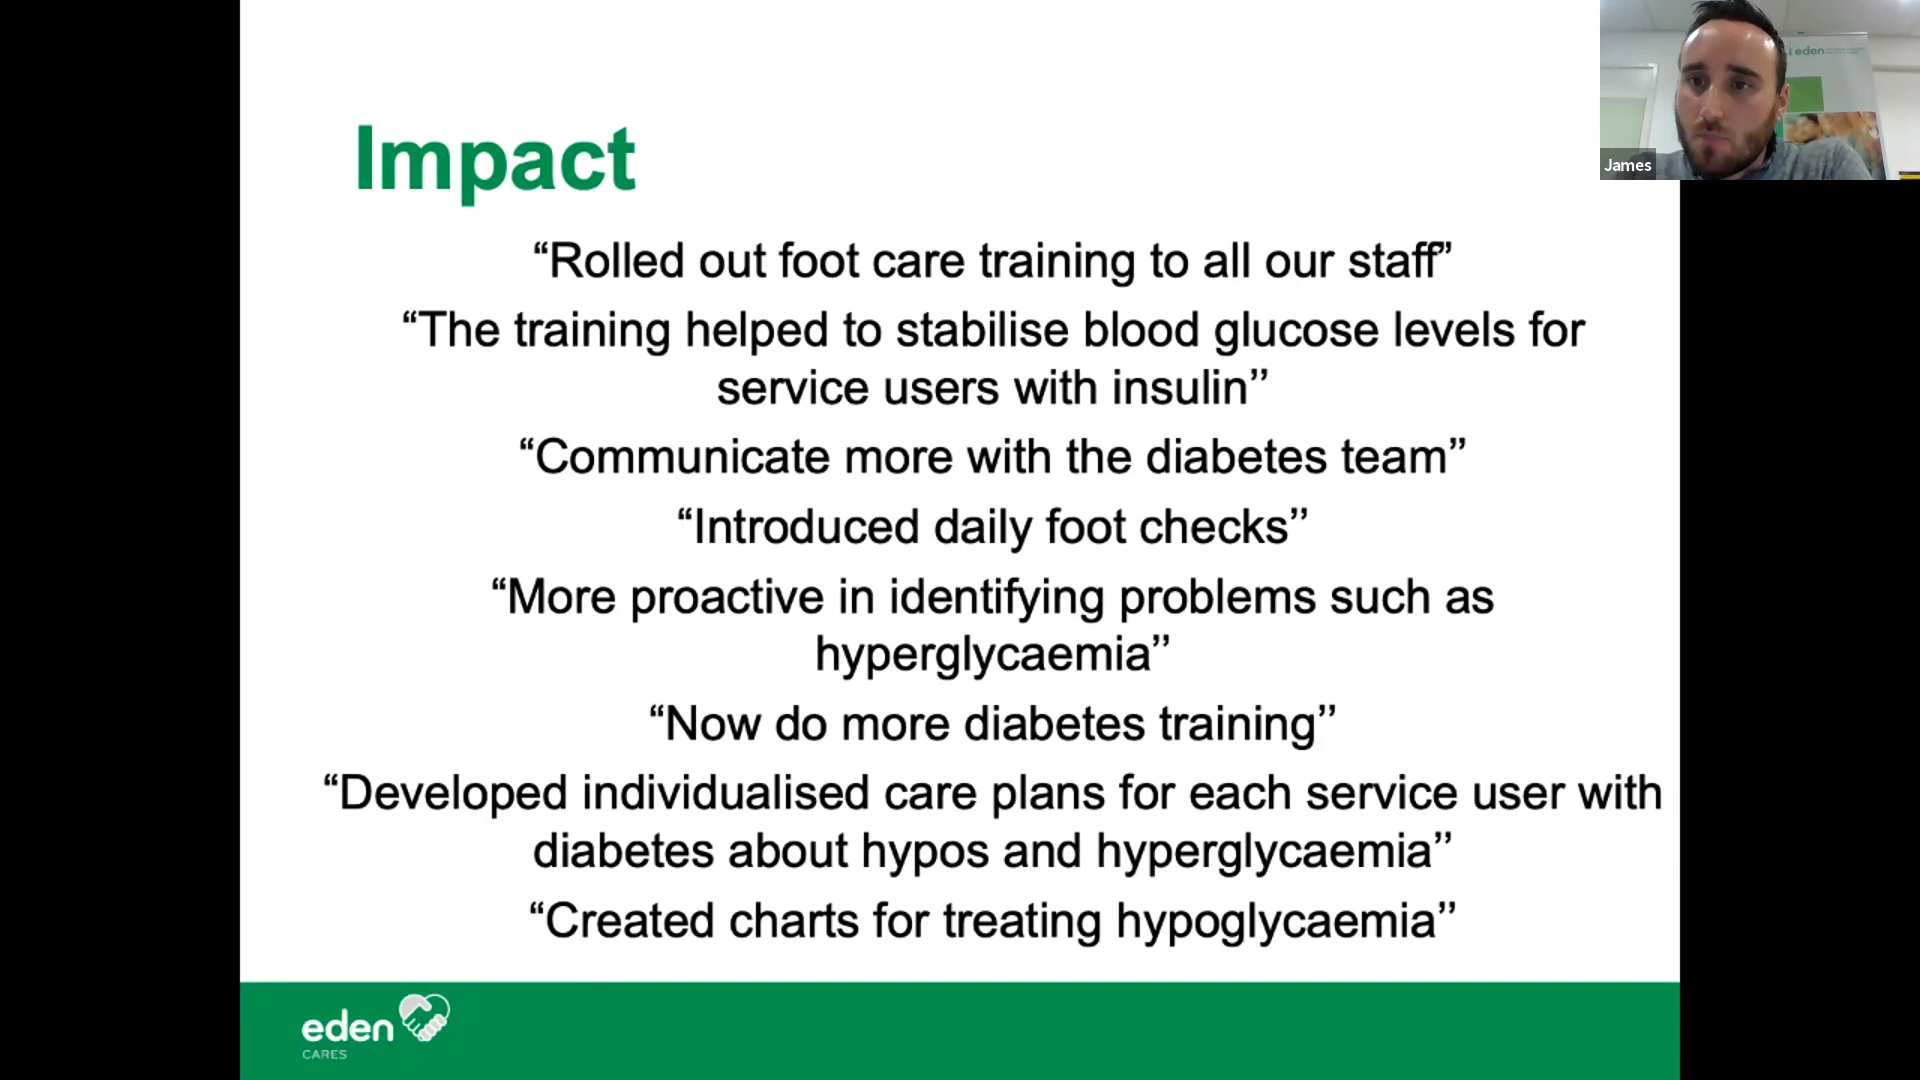 Impact
“Rolled out foot care training to all our staff”
“The training helped to stabilise blood glucose levels for
service users with insulin’’
“Communicate more with the diabetes team”
“Introduced daily foot checks’’
“More proactive in identifying problems such as
hyperglycaemia’’
“Now do more diabetes training’’
“Developed individualised care plans for each service user with
diabetes about hypos and hyperglycaemia’’
“Created charts for treating hypoglycaemia’’
eden
CARES
James
eden